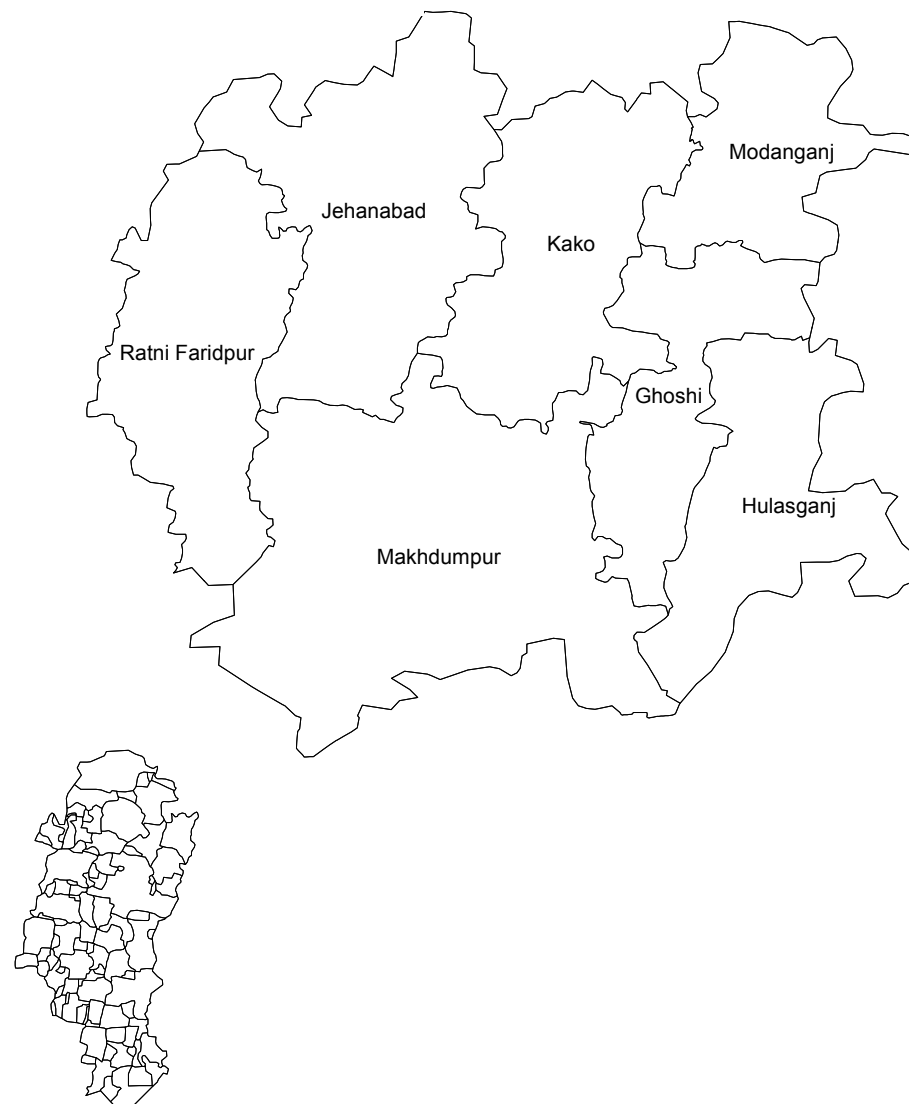 Modanganj
Jehanabad
Kako
Ratni Faridpur
Ghoshi
Hulasganj
Makhdumpur